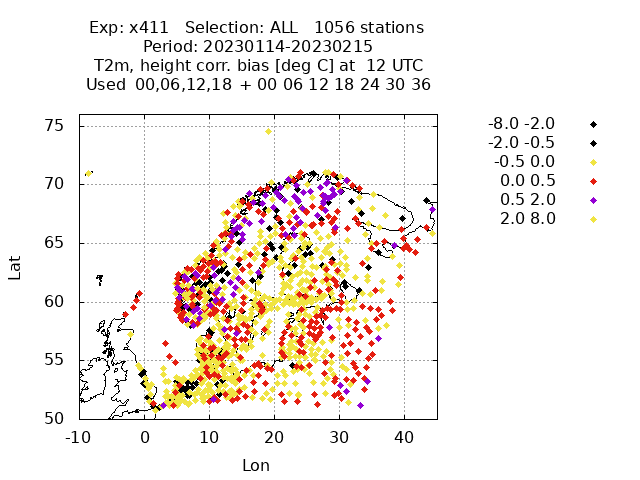 Exp: x411 Selection: ALL 1056 stations
Period: 20230114-20230215
T2m, height corr. bias [deg C] at 12 UTC
Used 00,06,12,18 + 00 06 12 18 24 30 36
-8.0 -2.0
-2.0 -0.5
-0.5 0.0
0.0 0.5
0.5 2.0
2.0 8.0
75
70
65
60
55
50
Lat
-10 0 10 20 30 40
Lon